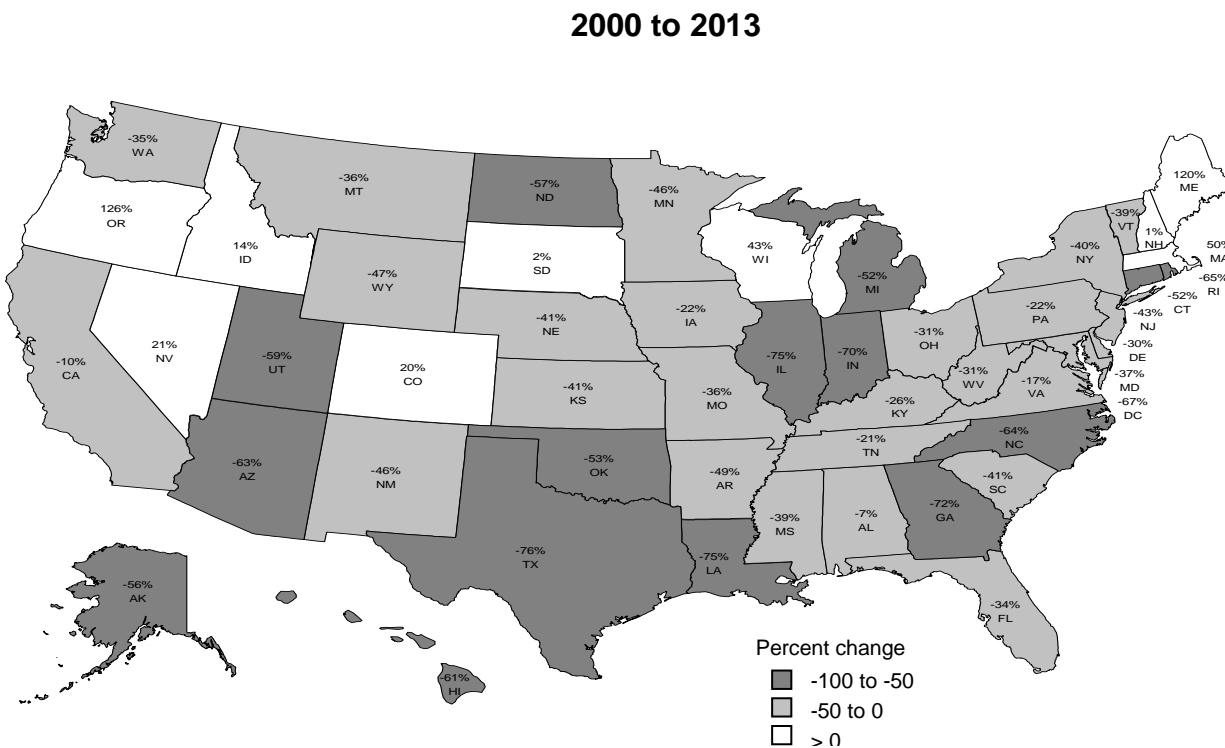 2000 to 2013
-35%
WA
126%
OR
14%
ID
-36%
MT
-57%
ND
-46%
MN
2%
SD
43%
WI
-47%
WY
-10%
CA
21%
NV
-59%
UT
20%
CO
-41%
NE
-22%
IA
-52%
MI
-75%
IL
-70%
IN
-31%
OH
-22%
PA
-40%
NY
-39%
VT
1%
NH
120%
ME
50%
MA
-65%
RI
-52%
CT
-43%
NJ
-30%
DE
-37%
MD
-67%
DC
-31%
WV
-17%
VA
-26%
KY
-36%
MO
-41%
KS
-63%
AZ
-46%
NM
-53%
OK
-49%
AR
-21%
TN
-64%
NC
-41%
SC
-72%
GA
-7%
AL
-39%
MS
-75%
LA
-76%
TX
-34%
FL
-56%
AK
-61%
HI
Percent change
-100 to -50
-50 to 0
> 0